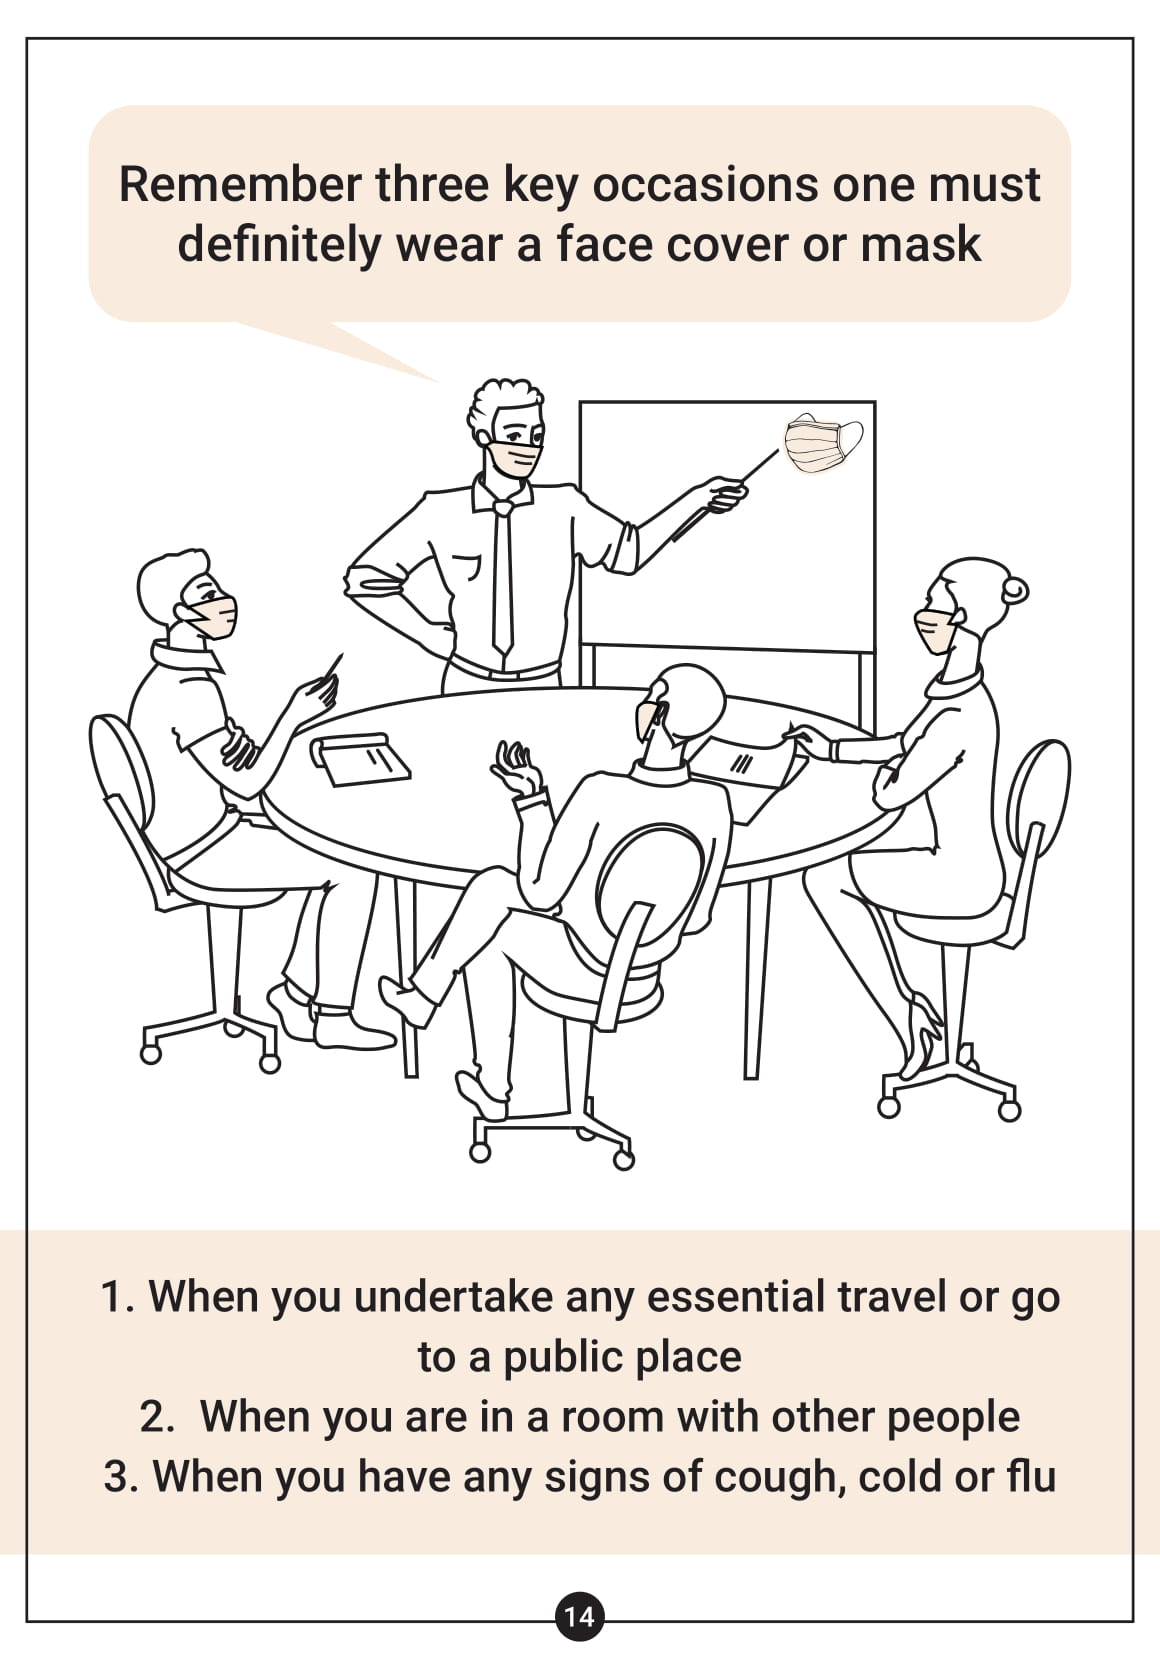 Remember three key occasions one must
definitely wear a face cover or mask
1. When you undertake any essential travel or go
to a public place
2. When you are in a room with other people
3. When you have any signs of cough, cold or flu
14